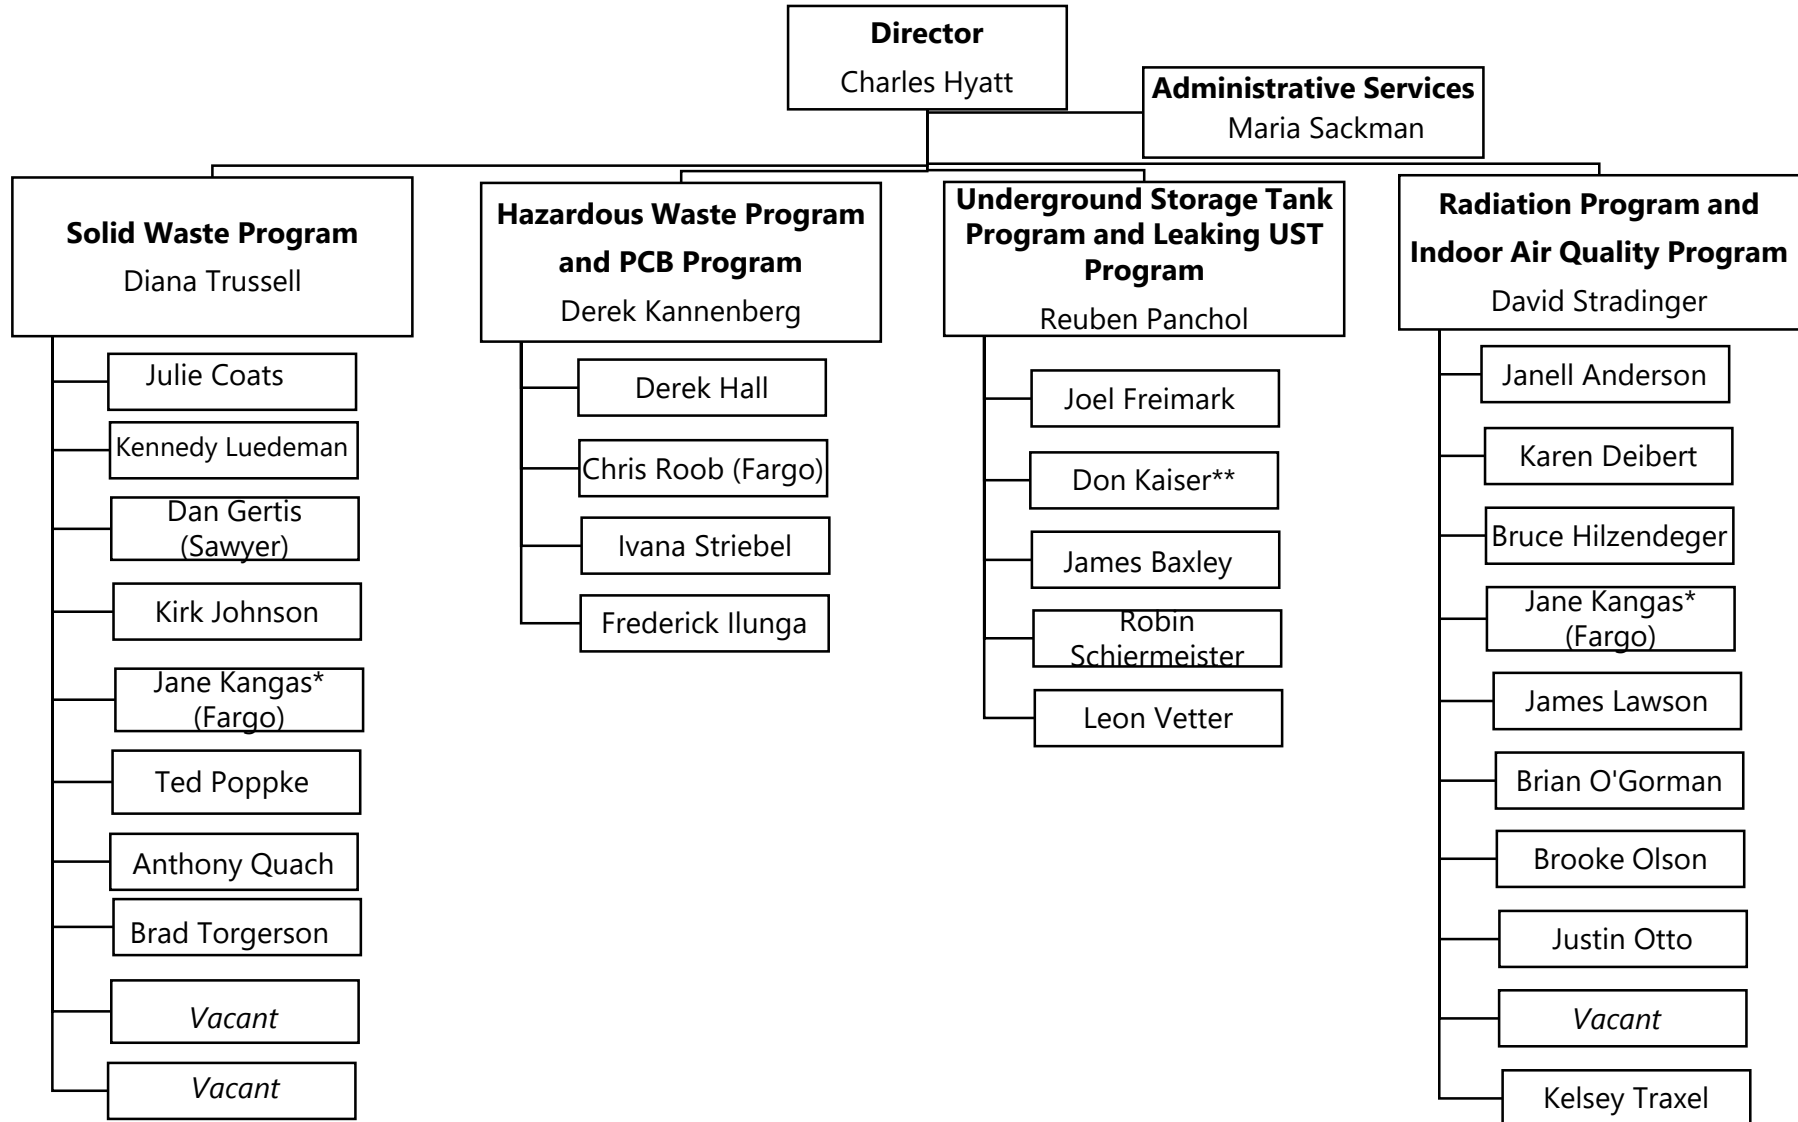 Director
Charles Hyatt
Administrative Services
Maria Sackman
Solid Waste Program
Diana Trussell
Julie Coats
Kennedy Luedeman
Dan Gertis
(Sawyer)
Kirk Johnson
Jane Kangas*
(Fargo)
Ted Poppke
Anthony Quach
Brad Torgerson
Vacant
Vacant
Hazardous Waste Program
and PCB Program
Derek Kannenberg
Derek Hall
Chris Roob (Fargo)
Ivana Striebel
Frederick Ilunga
Underground Storage Tank
Program and Leaking UST
Program
Reuben Panchol
Joel Freimark
Don Kaiser**
James Baxley
Robin
Schiermeister
Leon Vetter
Radiation Program and
Indoor Air Quality Program
David Stradinger
Janell Anderson
Karen Deibert
Bruce Hilzendeger
Jane Kangas*
(Fargo)
James Lawson
Brian O'Gorman
Brooke Olson
Justin Otto
Vacant
Kelsey Traxel